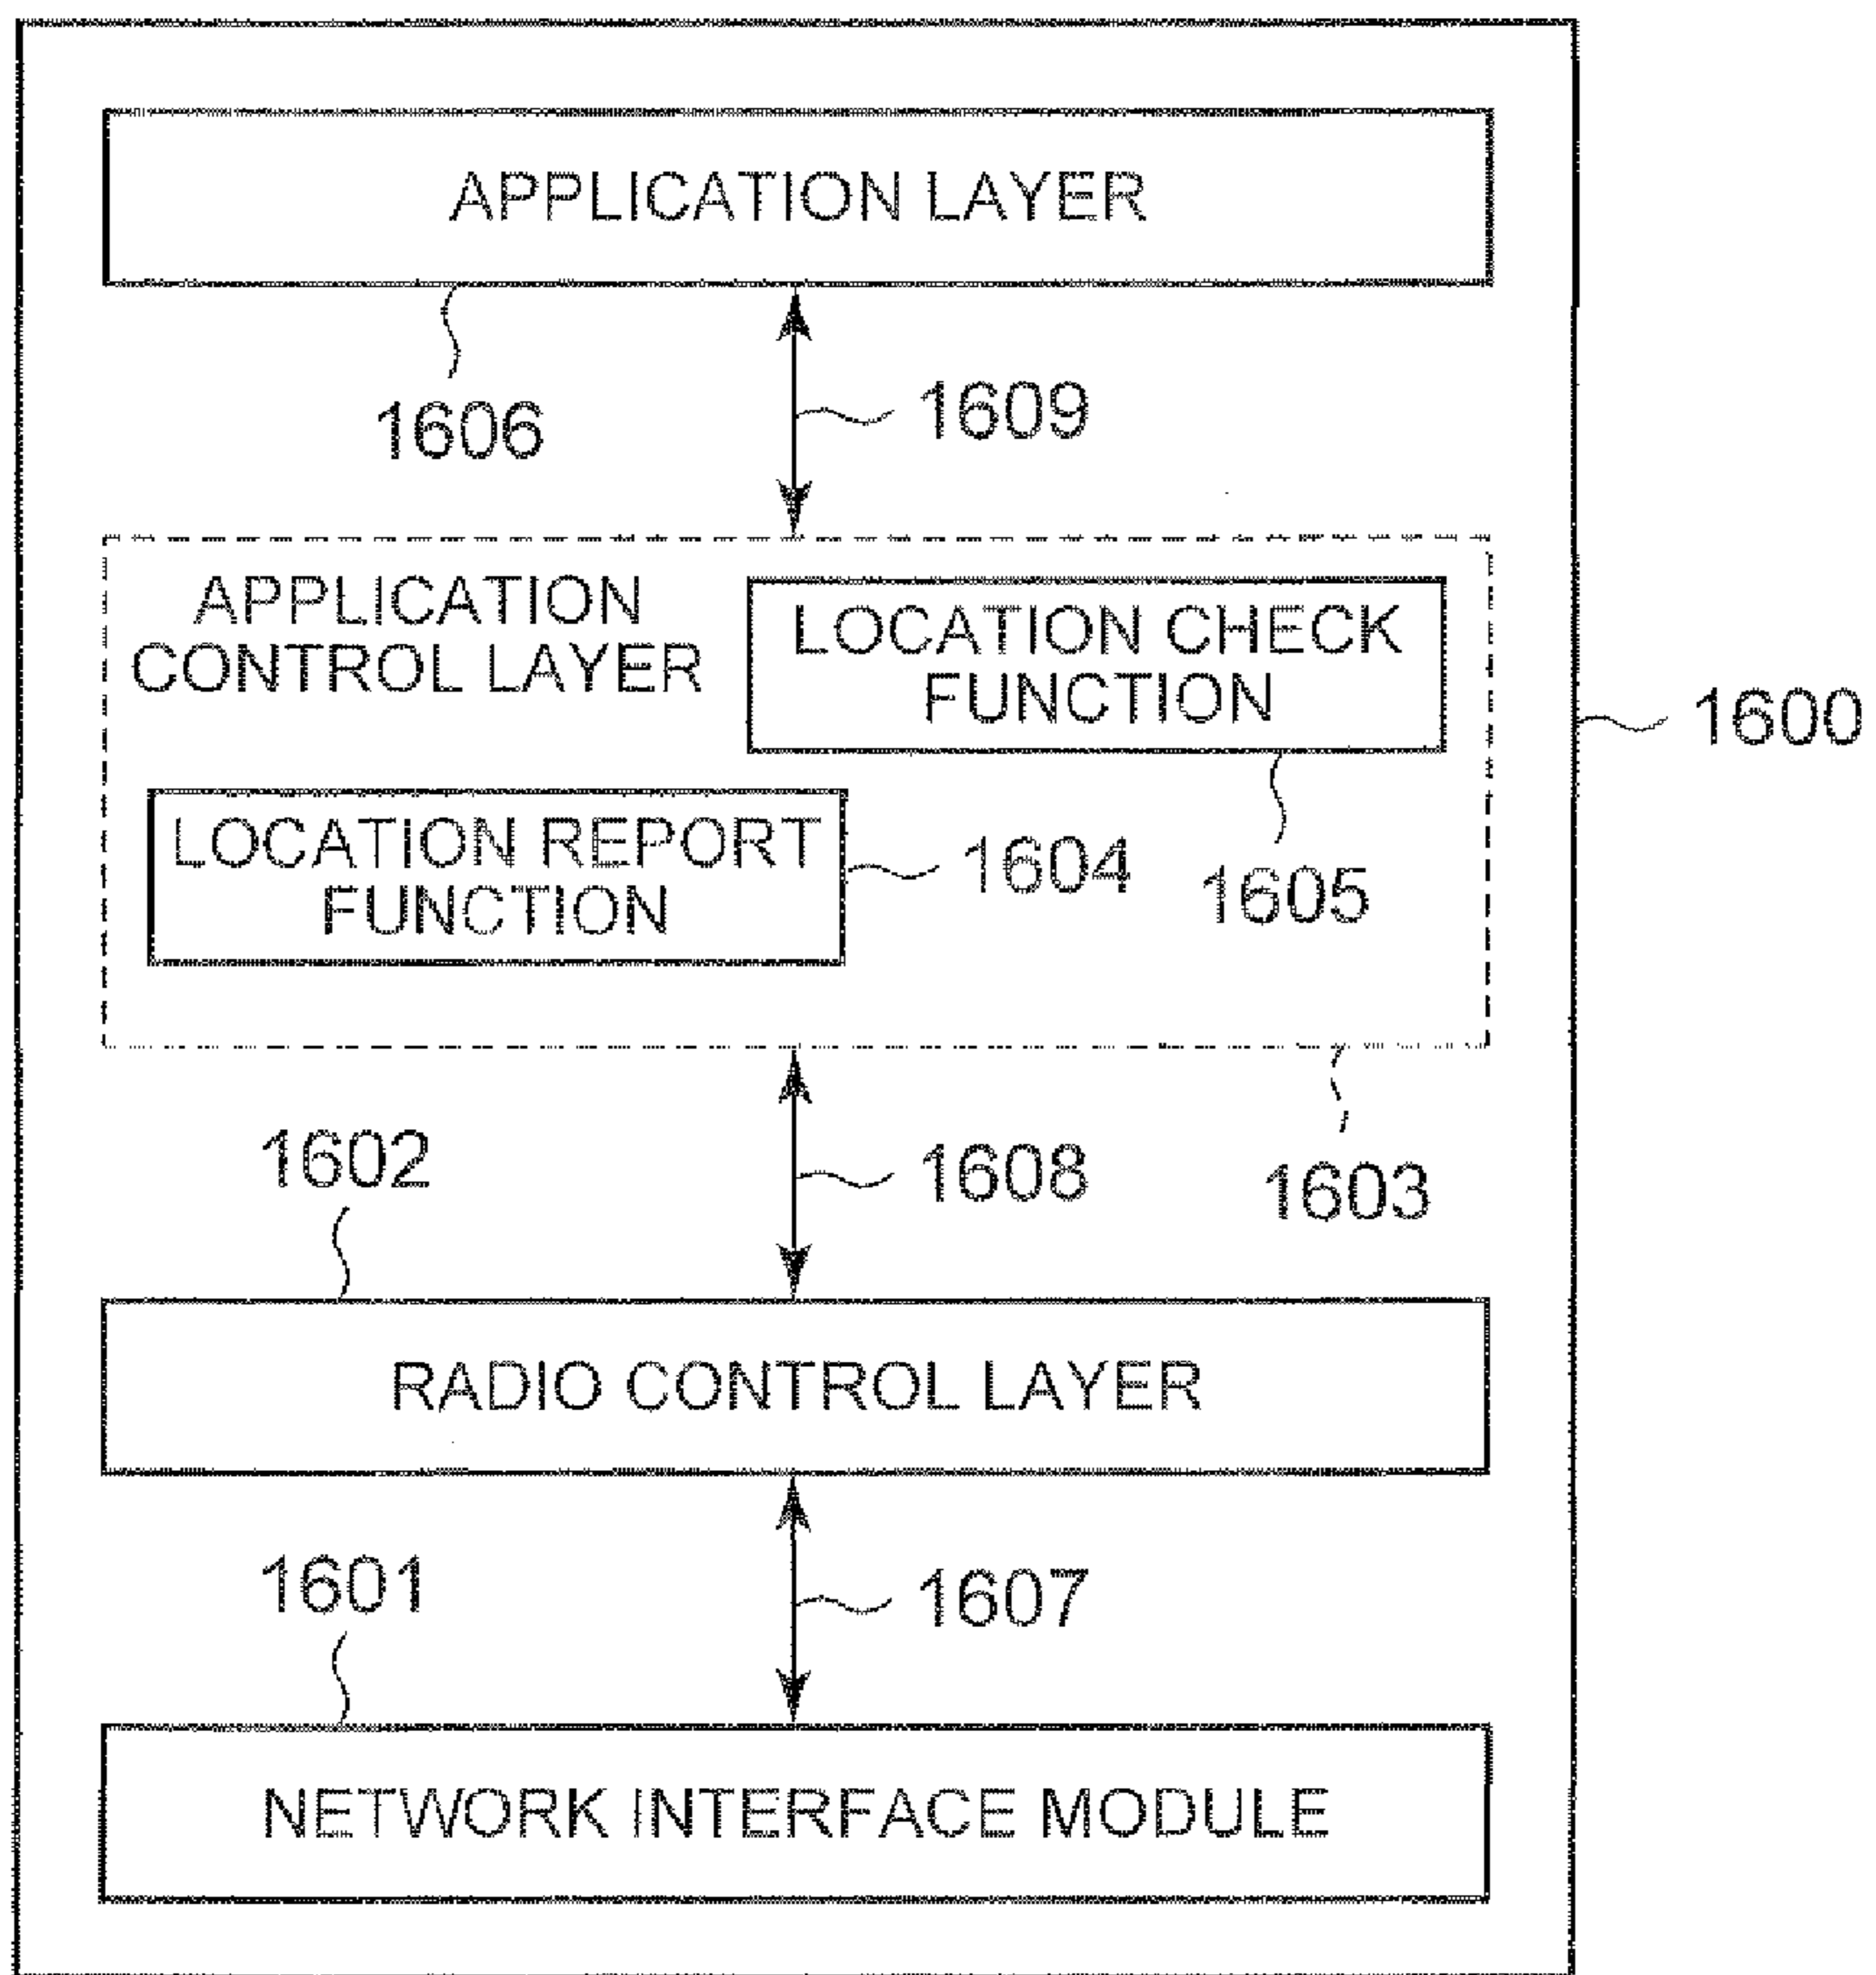 APPLICATION LAYER
1606
1609
APPLICATION
CONTROL LAYER
LOCATION CHECK
FUNCTION
1600
LOCATION REPORT
FUNCTION
1604
1605
1602
1608
1603
RADIO CONTROL LAYER
1601
1607
NETWORK INTERFACE MODULE